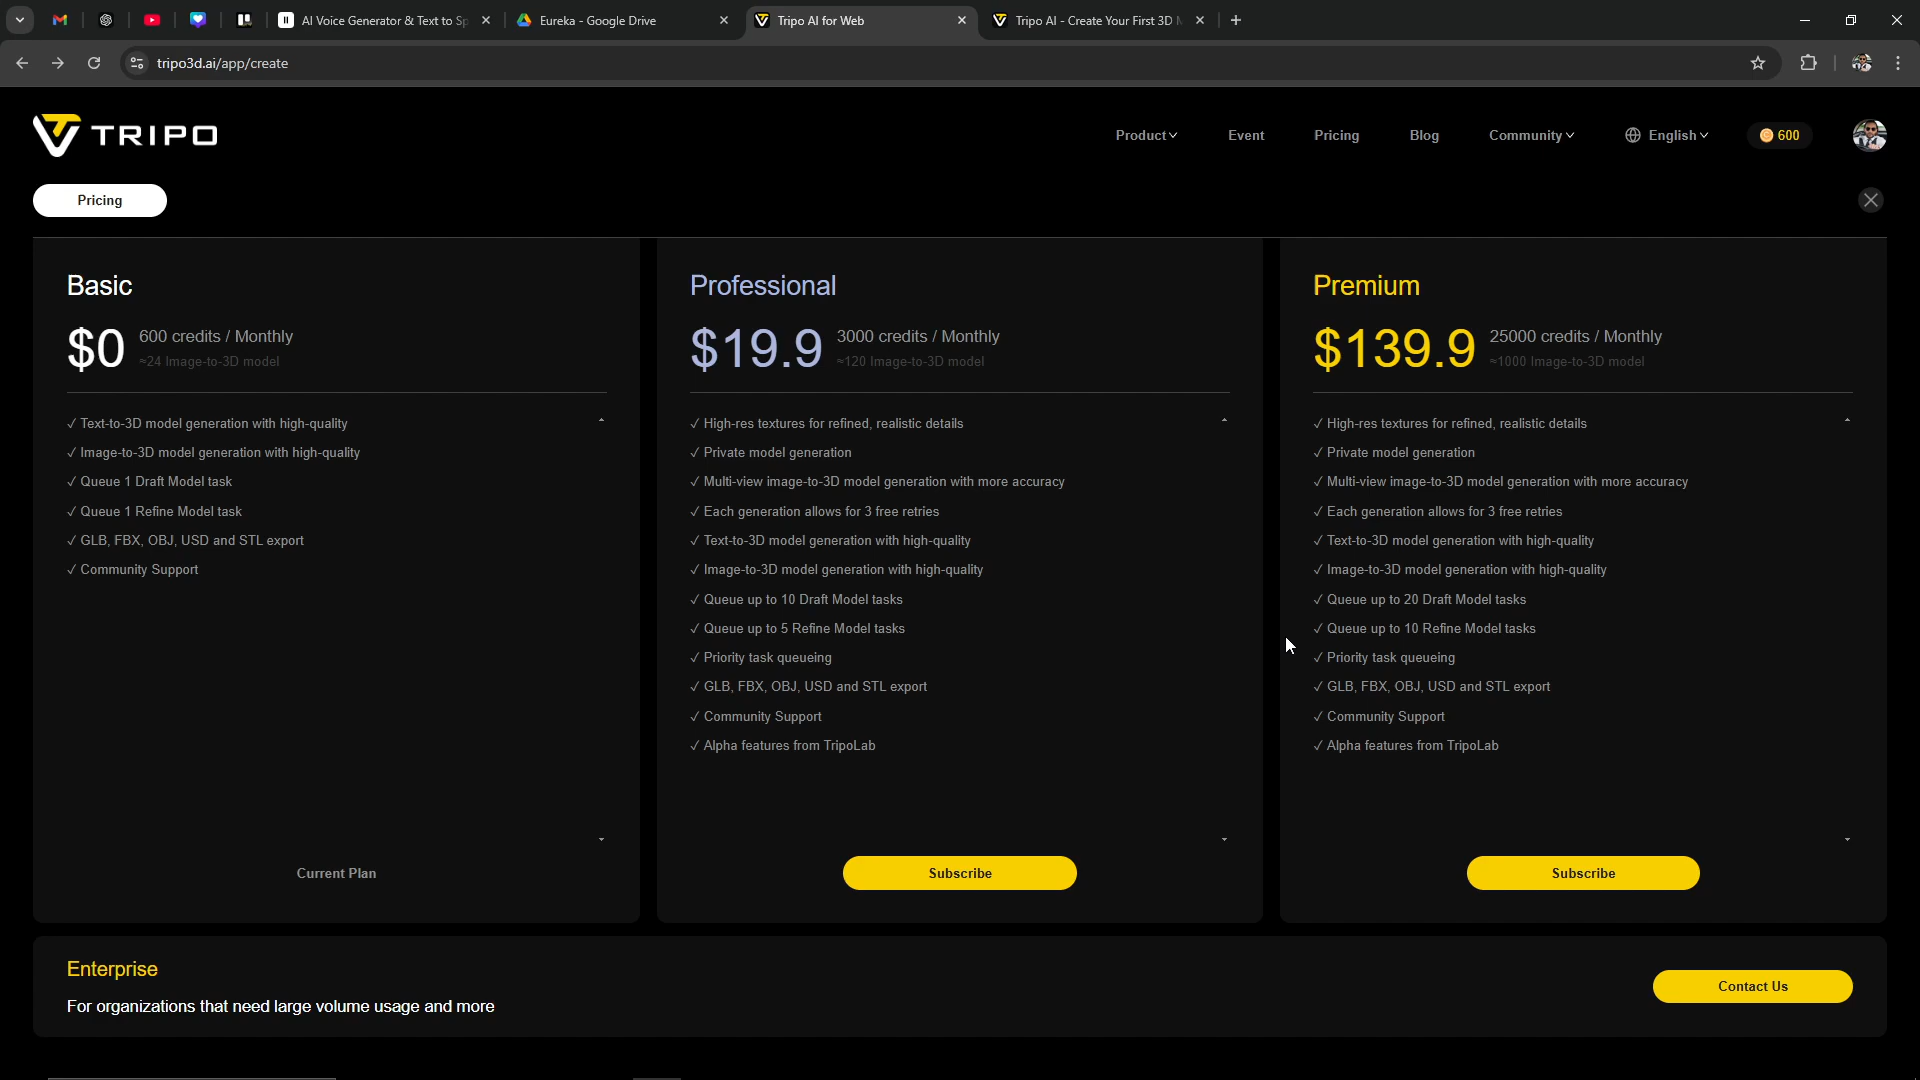 AI Voice Generator & Text to Sp
Eureka - Google Drive
Tripo AI for Web
Tripo AI - Create Your First 3D
tripo3d.ai/app/create
TRIPO
Product
Event
Pricing
Blog
Community
English
600
Pricing
Basic
$0
600 credits / Monthly
≈24 Image-to-3D model
✓ Text-to-3D model generation with high-quality
✓ Image-to-3D model generation with high-quality
✓ Queue 1 Draft Model task
✓ Queue 1 Refine Model task
✓ GLB, FBX, OBJ, USD and STL export
✓ Community Support
Current Plan
Professional
$19.9
3000 credits / Monthly
≈120 Image-to-3D model
✓ High-res textures for refined, realistic details
✓ Private model generation
✓ Multi-view image-to-3D model generation with more accuracy
✓ Each generation allows for 3 free retries
✓ Text-to-3D model generation with high-quality
✓ Image-to-3D model generation with high-quality
✓ Queue up to 10 Draft Model tasks
✓ Queue up to 5 Refine Model tasks
✓ Priority task queueing
✓ GLB, FBX, OBJ, USD and STL export
✓ Community Support
✓ Alpha features from TripoLab
Subscribe
Premium
$139.9
25000 credits / Monthly
≈1000 Image-to-3D model
✓ High-res textures for refined, realistic details
✓ Private model generation
✓ Multi-view image-to-3D model generation with more accuracy
✓ Each generation allows for 3 free retries
✓ Text-to-3D model generation with high-quality
✓ Image-to-3D model generation with high-quality
✓ Queue up to 20 Draft Model tasks
✓ Queue up to 10 Refine Model tasks
✓ Priority task queueing
✓ GLB, FBX, OBJ, USD and STL export
✓ Community Support
✓ Alpha features from TripoLab
Subscribe
Enterprise
For organizations that need large volume usage and more
Contact Us